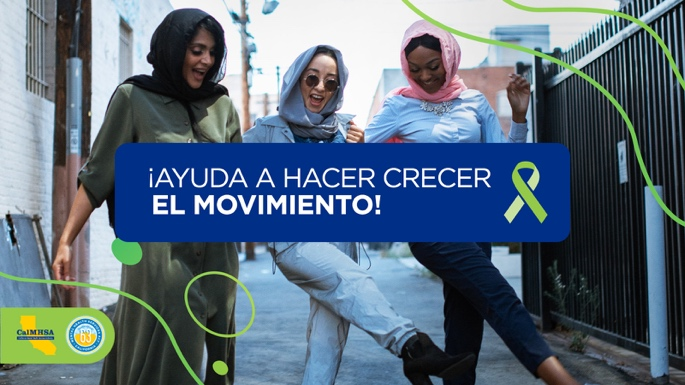 ¡AYUDA A HACER CRECER
EL MOVIMIENTO!
CalMHSA